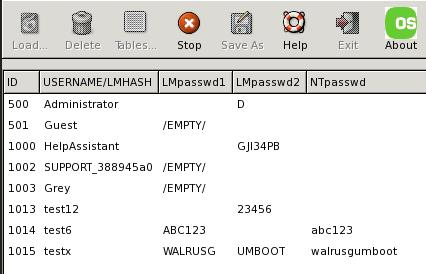 Load... Delete Tables... Stop Save As Help Exit OS About
ID USERNAME/LMHASH LMpasswd1 LMpasswd2 NTpasswd
500 Administrator D
501 Guest /EMPTY/
1000 HelpAssistant GJI34PB
1002 SUPPORT_388945a0 /EMPTY/
1003 Grey /EMPTY/
1013 test12 23456
1014 test6 ABC123 abc123
1015 testx WALRUSG UMBOOT walrusgumboot